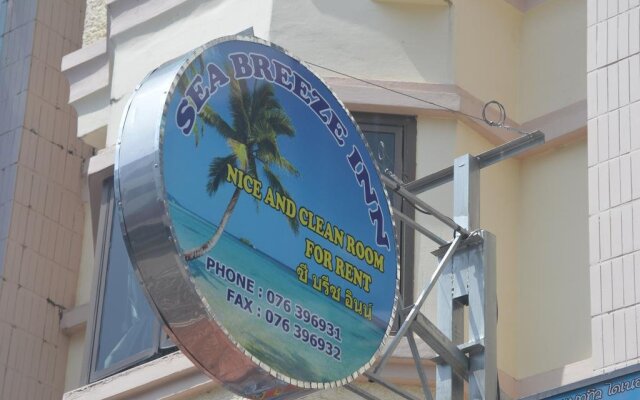 SEA BREEZE INN
NICE AND CLEAN ROOM
FOR RENT
ซี บรีซ อินน์
PHONE : 076 396931
FAX : 076 396932